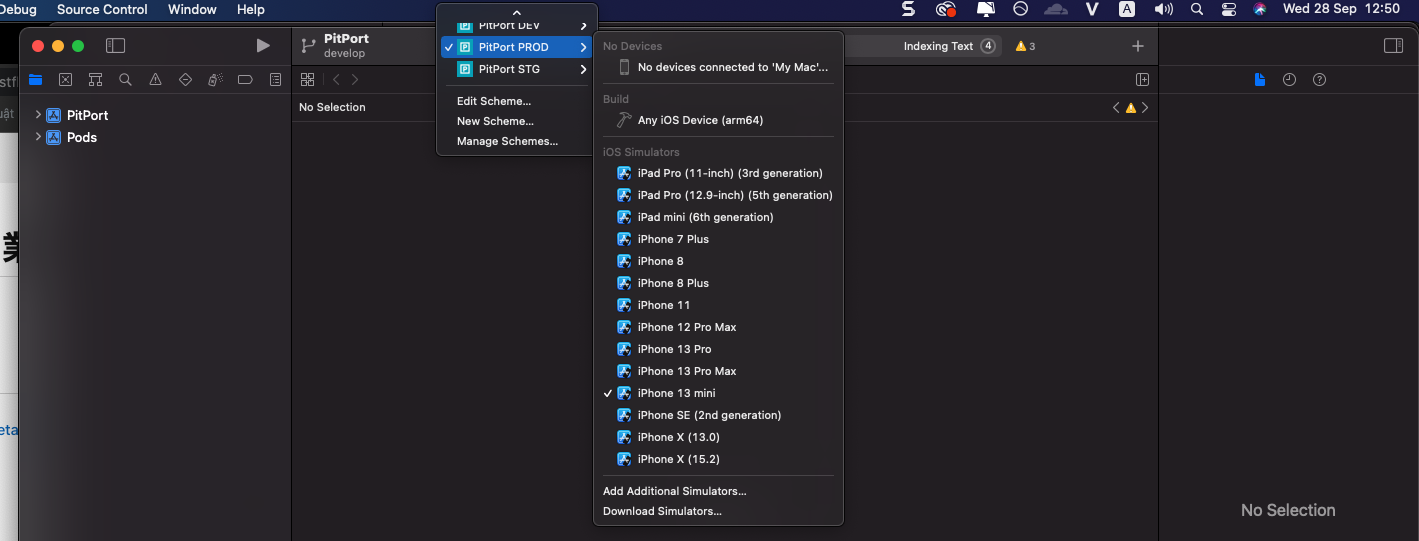 Debug Source Control Window Help
S V A Wed 28 Sep 12:50
PitPort
develop
PitPort DEV
PitPort PROD
PitPort STG
Edit Scheme...
New Scheme...
Manage Schemes...
Indexing Text 4
3
No Selection
PitPort
Pods
No Devices
No devices connected to 'My Mac'...
Build
Any iOS Device (arm64)
iOS Simulators
iPad Pro (11-inch) (3rd generation)
iPad Pro (12.9-inch) (5th generation)
iPad mini (6th generation)
iPhone 7 Plus
iPhone 8
iPhone 8 Plus
iPhone 11
iPhone 12 Pro Max
iPhone 13 Pro
iPhone 13 Pro Max
iPhone 13 mini
iPhone SE (2nd generation)
iPhone X (13.0)
iPhone X (15.2)
Add Additional Simulators...
Download Simulators...
No Selection
stf
uật
業
eta